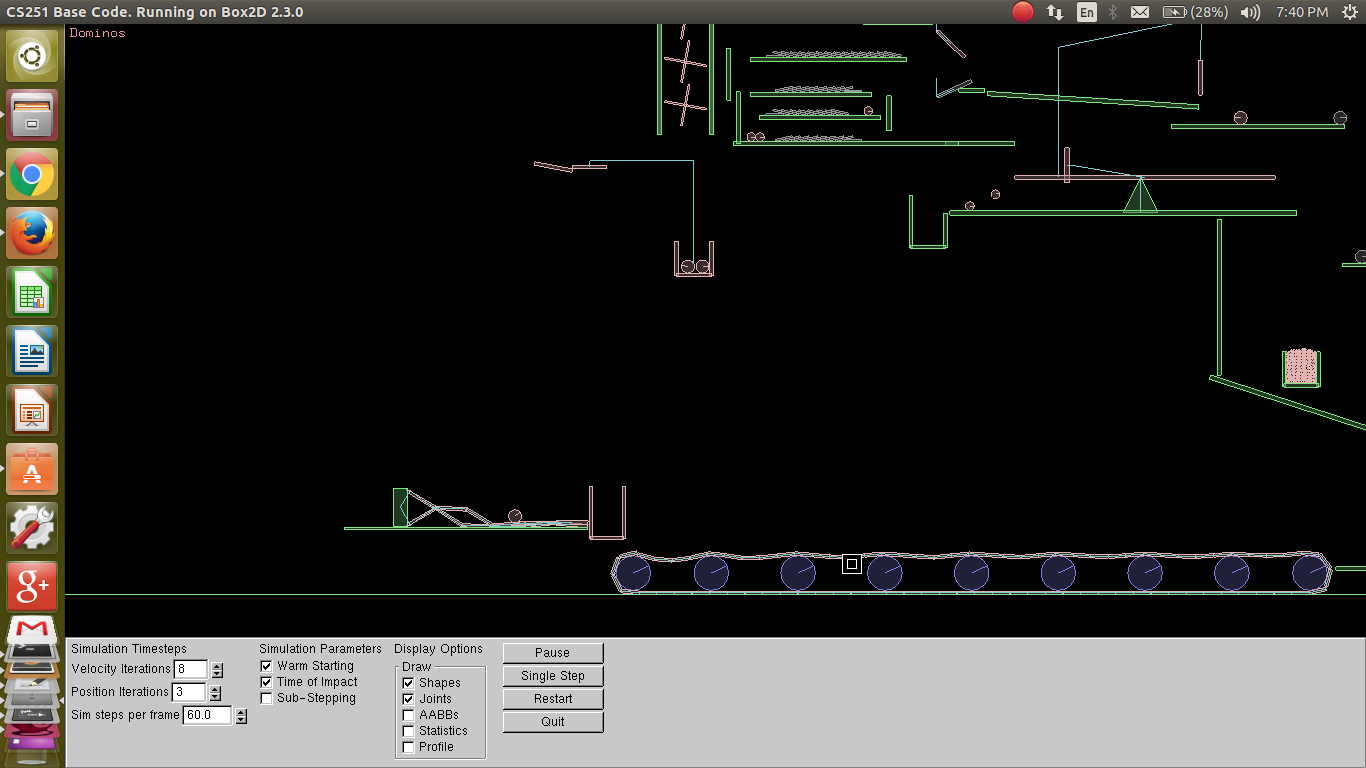 CS251 Base Code. Running on Box2D 2.3.0
En (28%) 7:40 PM
Dominos
Simulation Timesteps
Velocity Iterations 8
Position Iterations 3
Sim steps per frame 60.0
Simulation Parameters
Warm Starting
Time of Impact
Sub-Stepping
Display Options
Draw
Shapes
Joints
AABBs
Statistics
Profile
Pause
Single Step
Restart
Quit